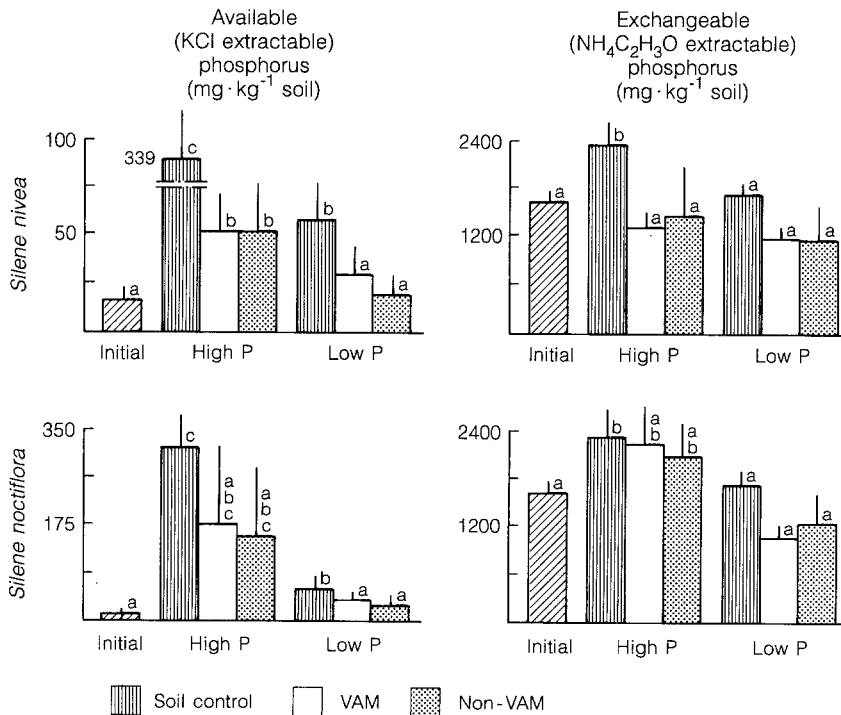 Available
(KCl extractable)
phosphorus
(mg·kg⁻¹ soil)
Exchangeable
(NH₄C₂H₃O extractable)
phosphorus
(mg·kg⁻¹ soil)
Silene nivea
100
50
339
a
c
b
b
b
a
a
Initial
High P
Low P
2400
1200
a
b
a
a
a
a
a
Initial
High P
Low P
Silene noctiflora
350
175
a
c
a
b
c
a
b
c
b
a
a
Initial
High P
Low P
2400
1200
a
b
a
b
a
b
a
a
a
Initial
High P
Low P
Soil control
VAM
Non-VAM